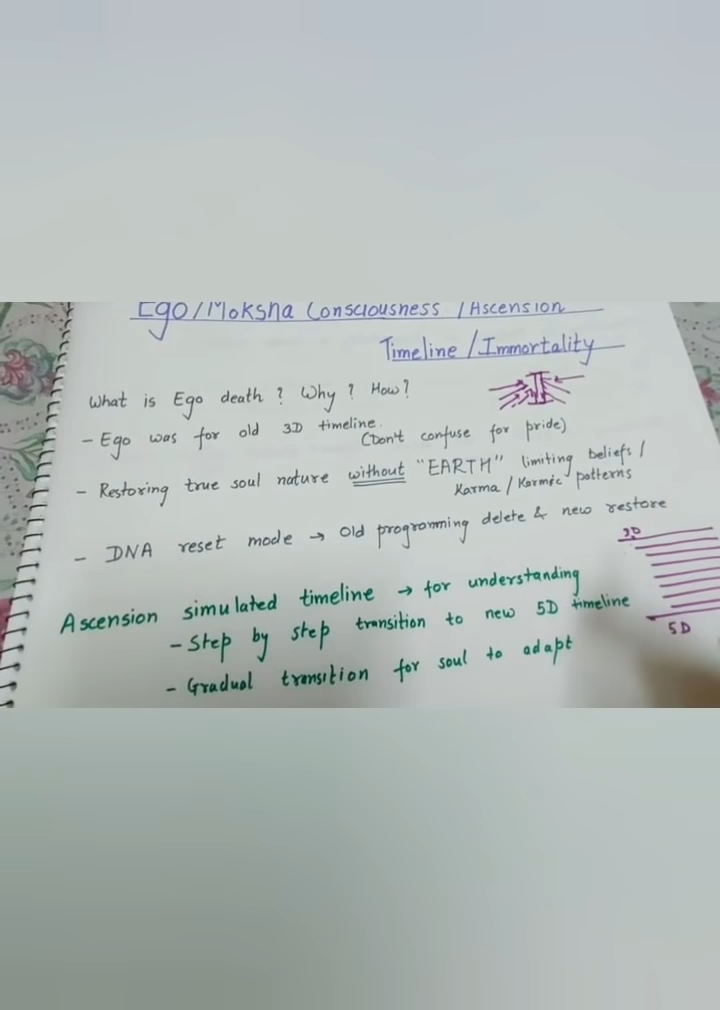 Ego/Moksha Consciousness /Ascension
Timeline /Immortality
What is Ego death? Why? How?
- Ego was for old 3D timeline.
(Don't confuse for pride)
- Restoring true soul nature without "EARTH" limiting beliefs /
Karma / Karmic patterns
- DNA reset mode → Old programming delete & new restore
3D
Ascension simulated timeline → for understanding
- Step by step transition to new 5D timeline
5D
- Gradual transition for soul to adapt